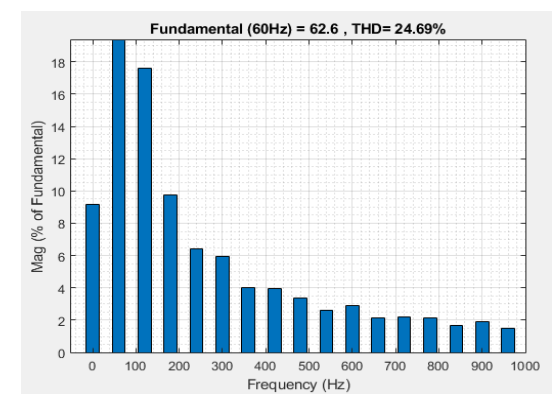 Fundamental (60Hz) = 62.6 , THD= 24.69%
18
16
14
12
10
8
6
4
2
0
Mag (% of Fundamental)
0 100 200 300 400 500 600 700 800 900 1000
Frequency (Hz)